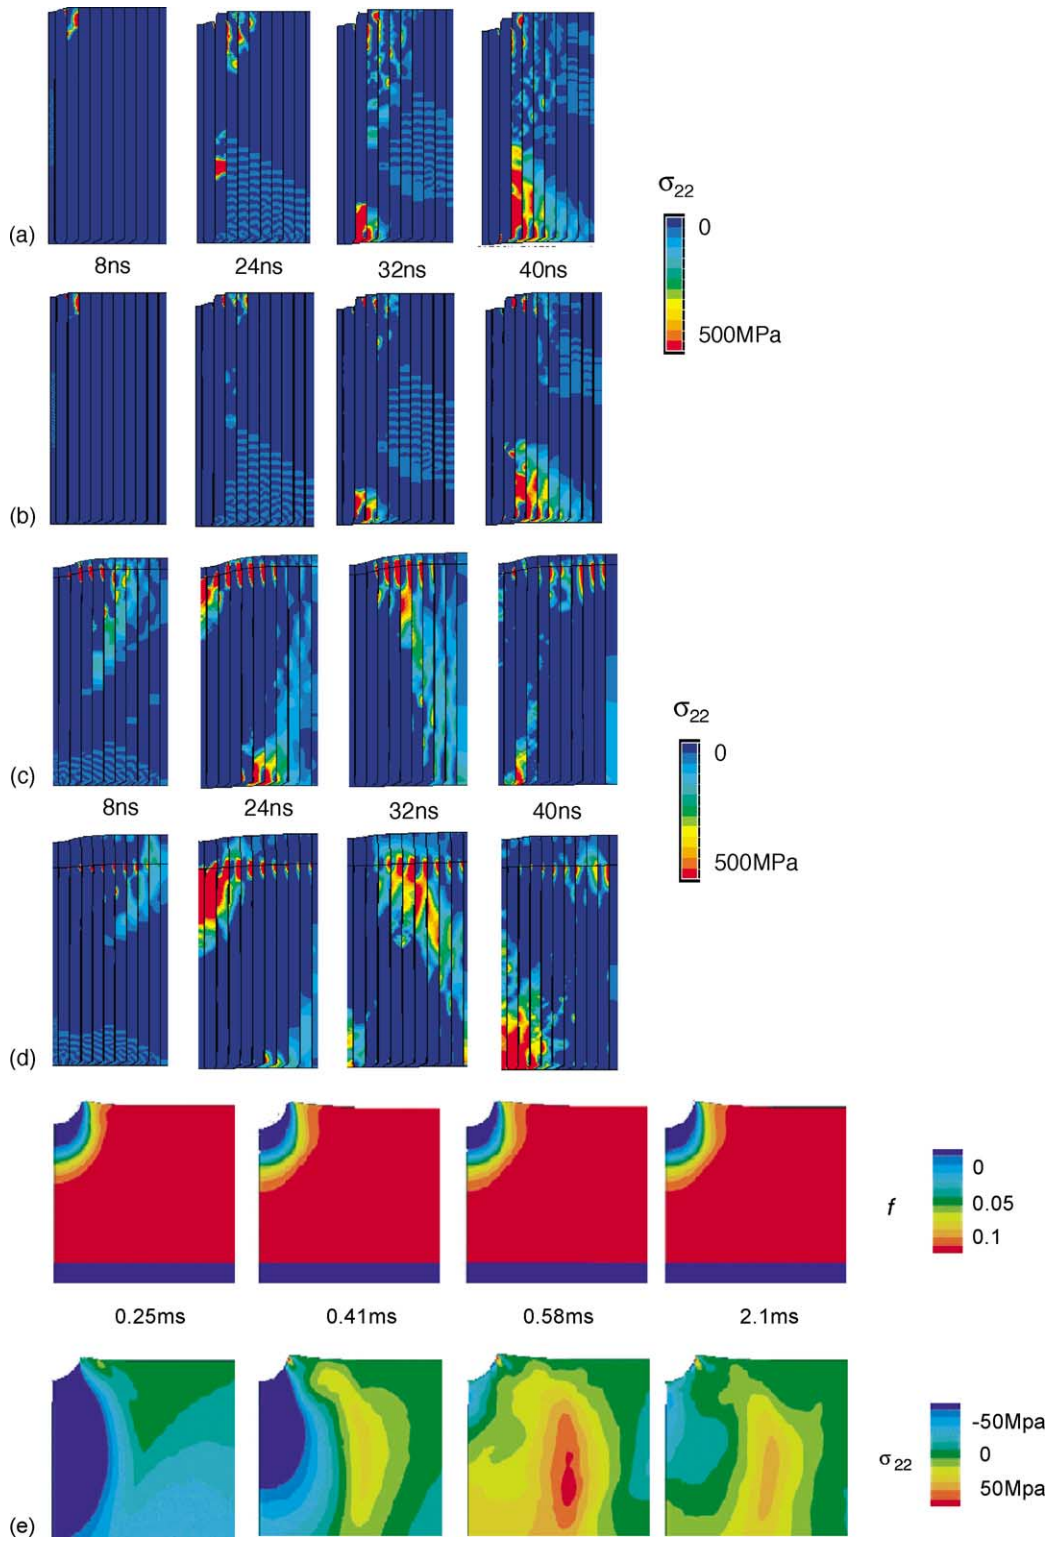 (a)
σ22
0
500MPa
8ns 24ns 32ns 40ns
(b)
(c)
σ22
0
500MPa
8ns 24ns 32ns 40ns
(d)
f
0
0.05
0.1
0.25ms 0.41ms 0.58ms 2.1ms
(e)
σ22
-50Mpa
0
50Mpa